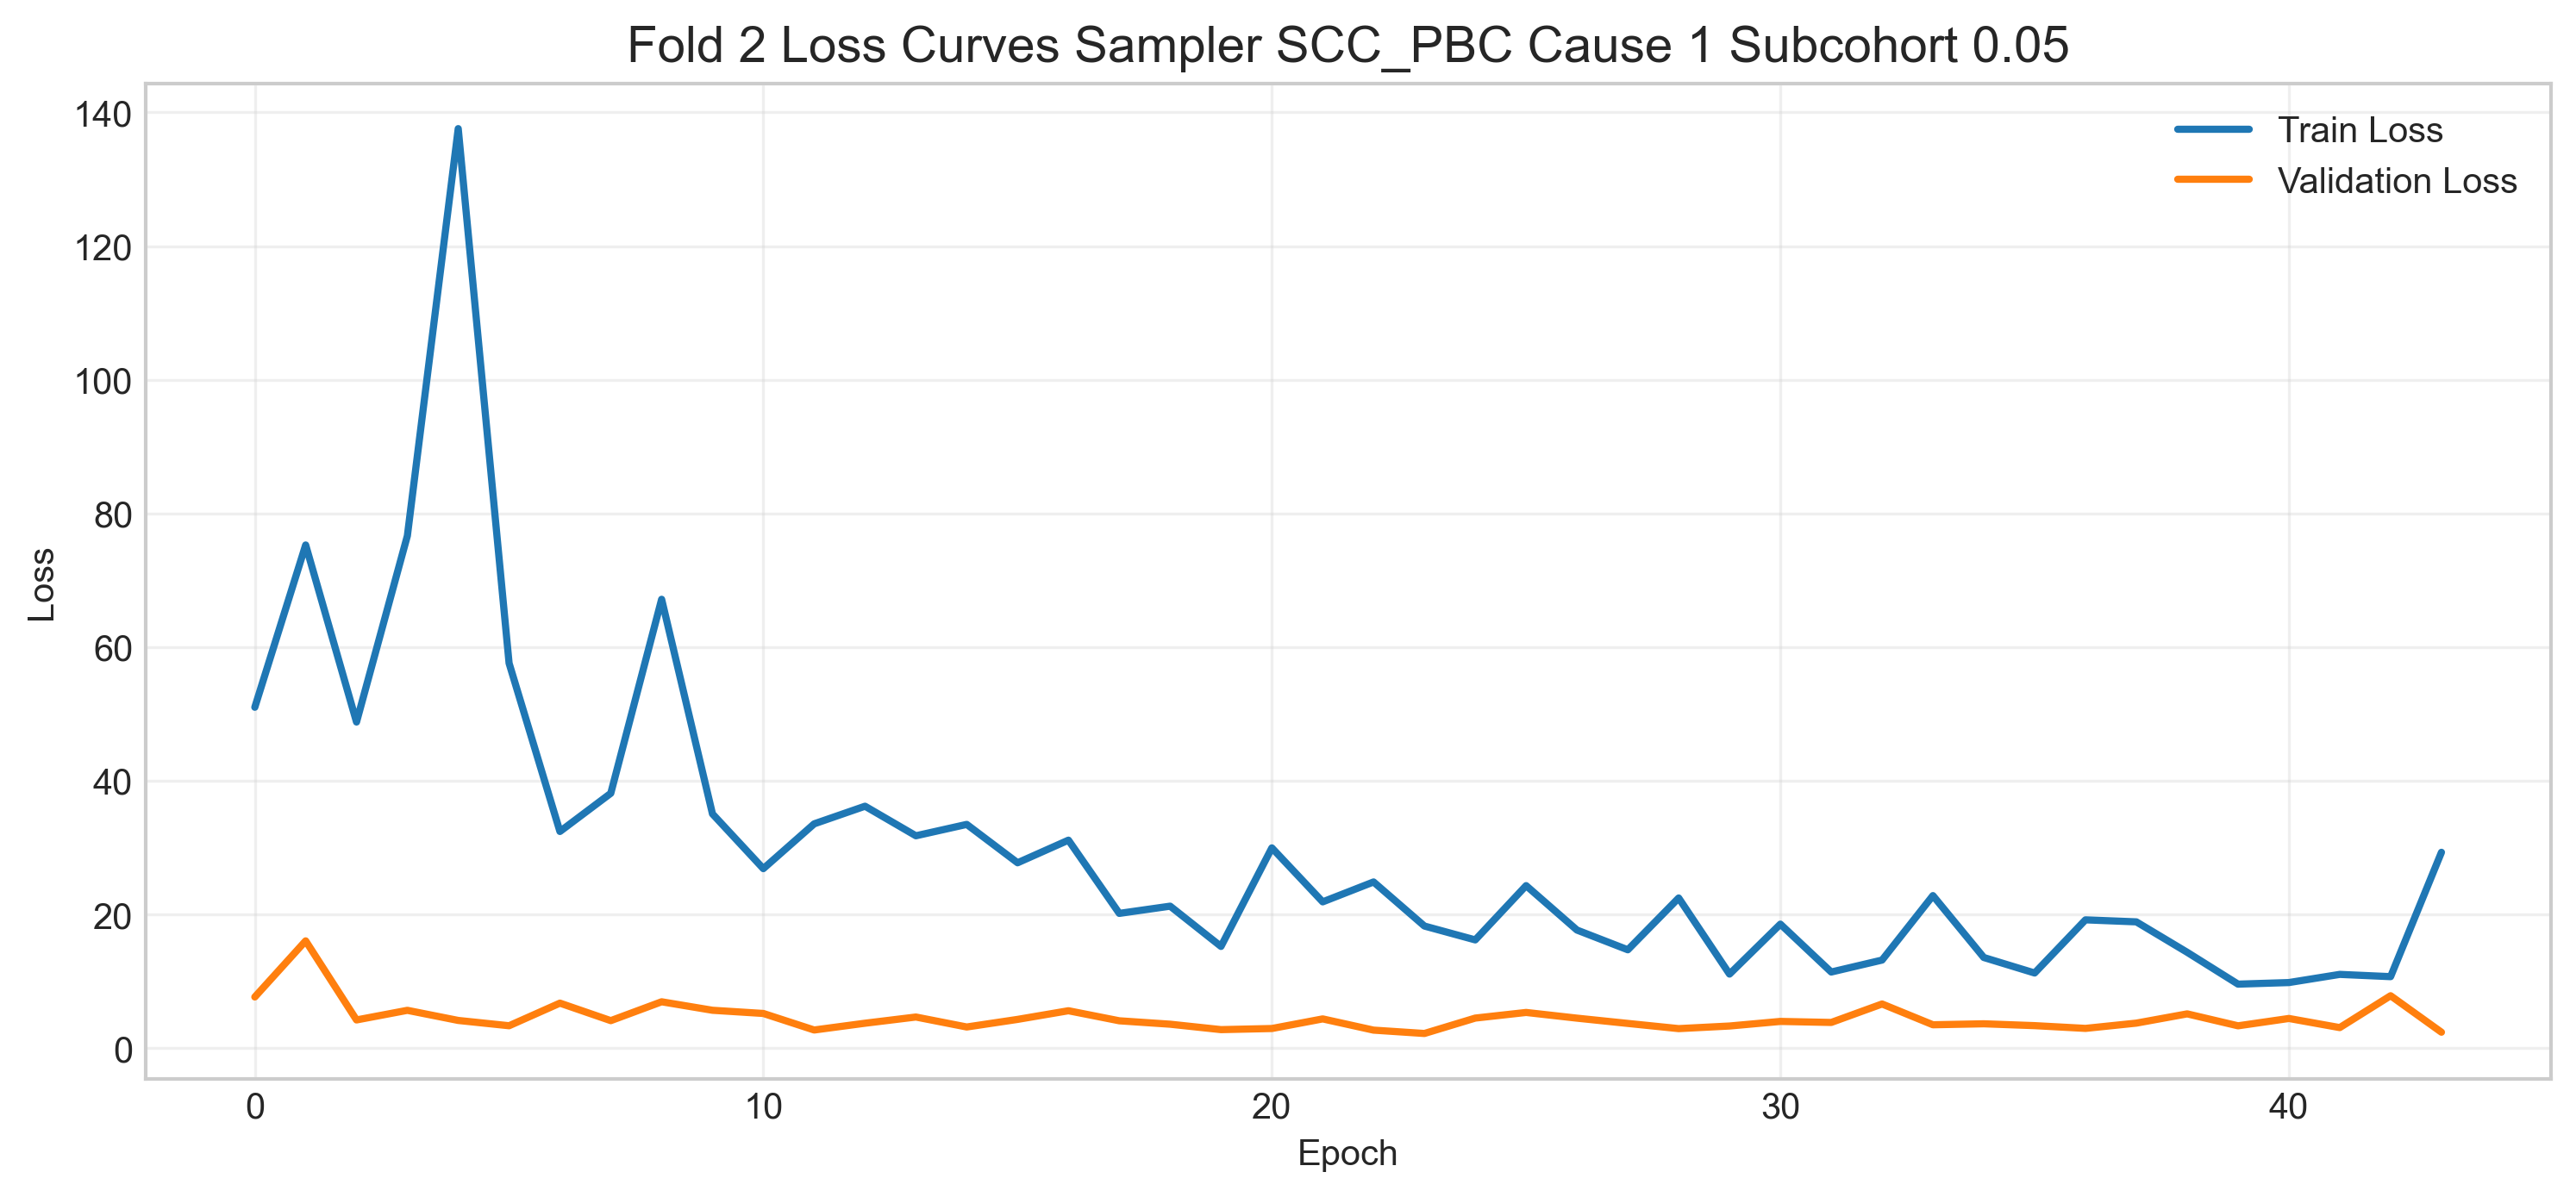 Fold 2 Loss Curves Sampler SCC_PBC Cause 1 Subcohort 0.05
140
120
100
80
60
40
20
0
Loss
Train Loss
Validation Loss
0 10 20 30 40
Epoch